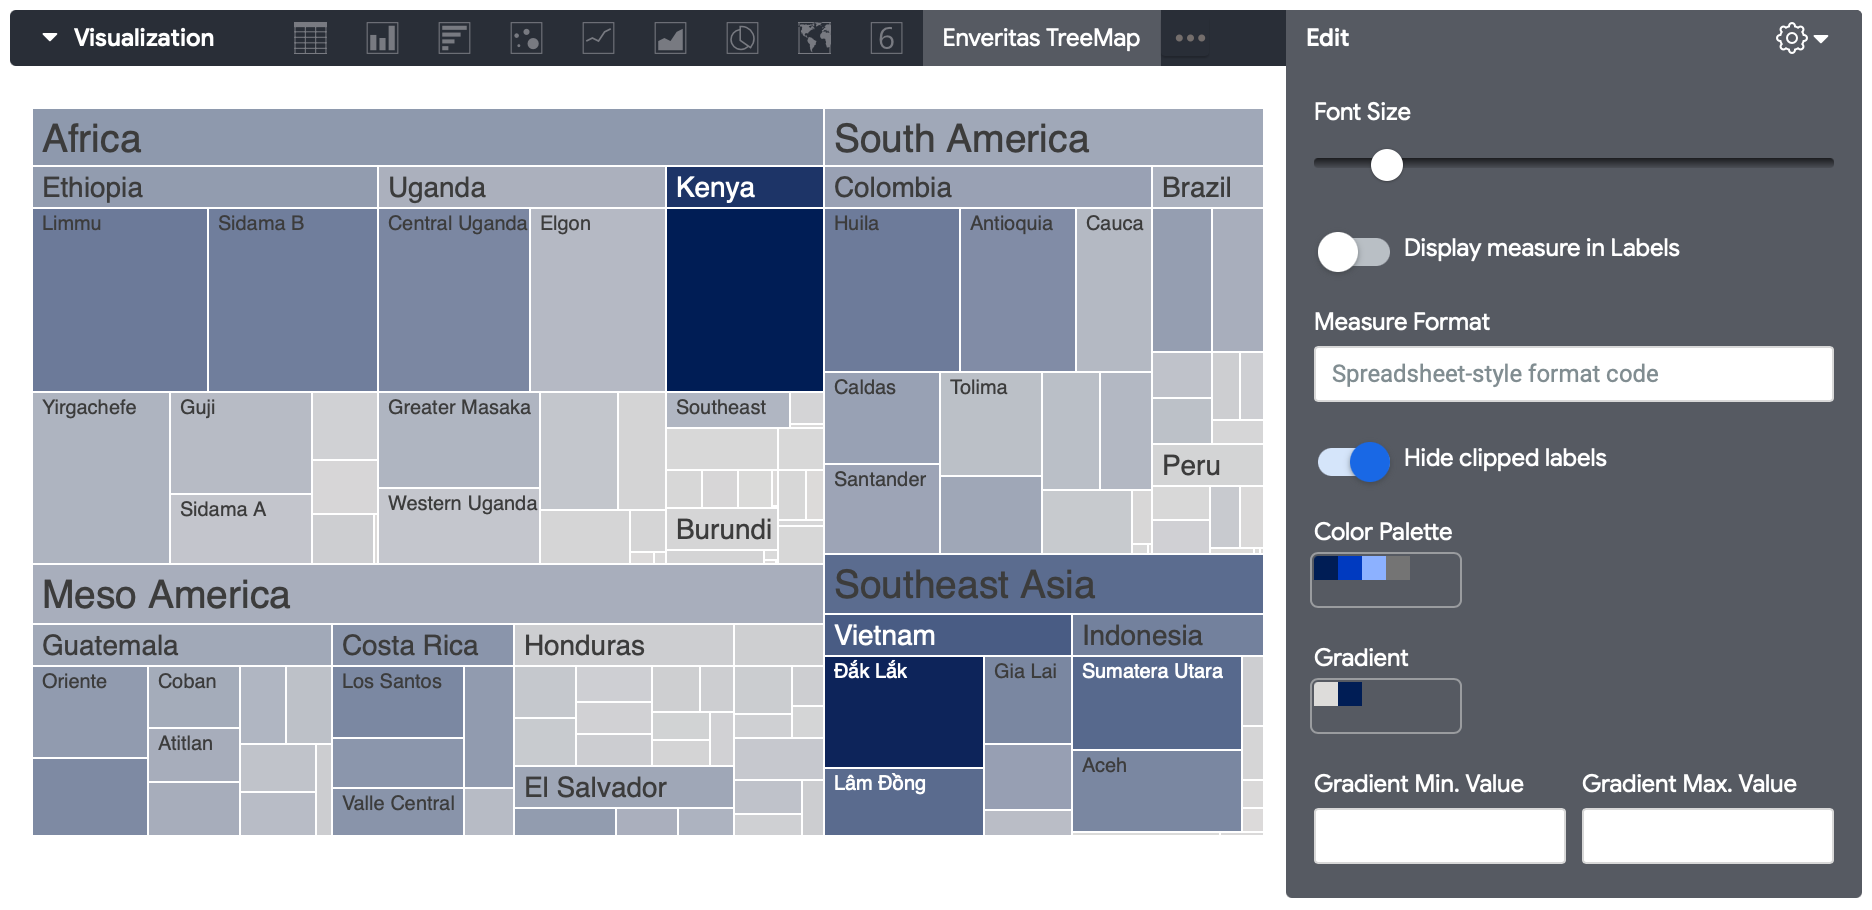 Visualization
6
Enveritas TreeMap
Edit
Africa
Ethiopia
Limmu
Sidama B
Yirgachefe
Guji
Sidama A
Uganda
Central Uganda
Elgon
Greater Masaka
Western Uganda
Kenya
Southeast
Burundi
South America
Colombia
Huila
Antioquia
Cauca
Caldas
Tolima
Santander
Brazil
Peru
Meso America
Guatemala
Oriente
Coban
Atitlan
Costa Rica
Los Santos
Valle Central
Honduras
El Salvador
Southeast Asia
Vietnam
Đắk Lắk
Gia Lai
Lâm Đồng
Indonesia
Sumatera Utara
Aceh
Font Size
Display measure in Labels
Measure Format
Spreadsheet-style format code
Hide clipped labels
Color Palette
Gradient
Gradient Min. Value
Gradient Max. Value